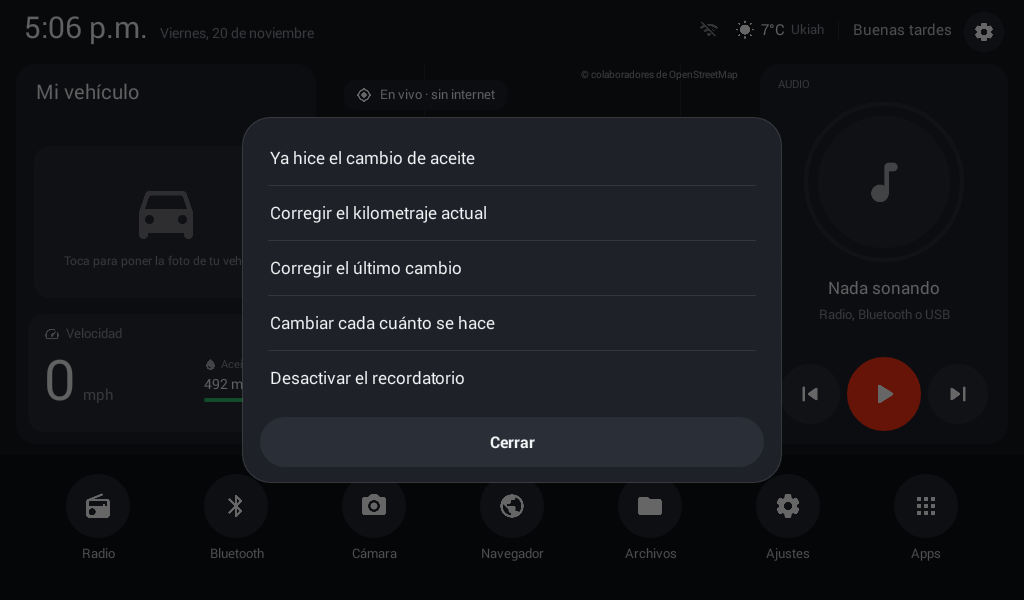 5:06 p.m.
Viernes, 20 de noviembre
7°C
Ukiah
Buenas tardes
Mi vehículo
En vivo · sin internet
© colaboradores de OpenStreetMap
AUDIO
Toca para poner la foto de tu
Velocidad
0 mph
492
Ya hice el cambio de aceite
Corregir el kilometraje actual
Corregir el último cambio
Cambiar cada cuánto se hace
Desactivar el recordatorio
Cerrar
Nada sonando
Radio, Bluetooth o USB
Radio
Bluetooth
Cámara
Navegador
Archivos
Ajustes
Apps